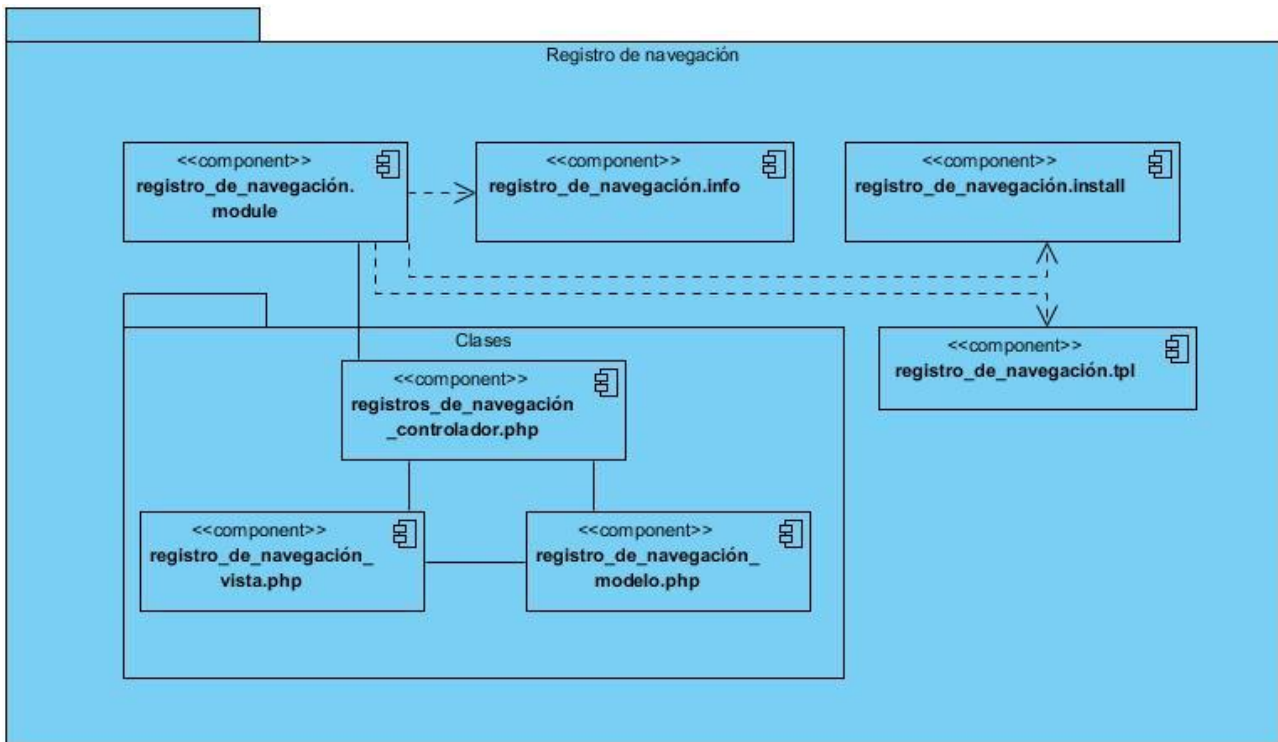 Registro de navegación
<<component>>
registro_de_navegación.
module
<<component>>
registro_de_navegación.info
<<component>>
registro_de_navegación.install
Clases
<<component>>
registro_de_navegación.tpl
<<component>>
registros_de_navegación
_controlador.php
<<component>>
registro_de_navegación_
vista.php
<<component>>
registro_de_navegación_
modelo.php